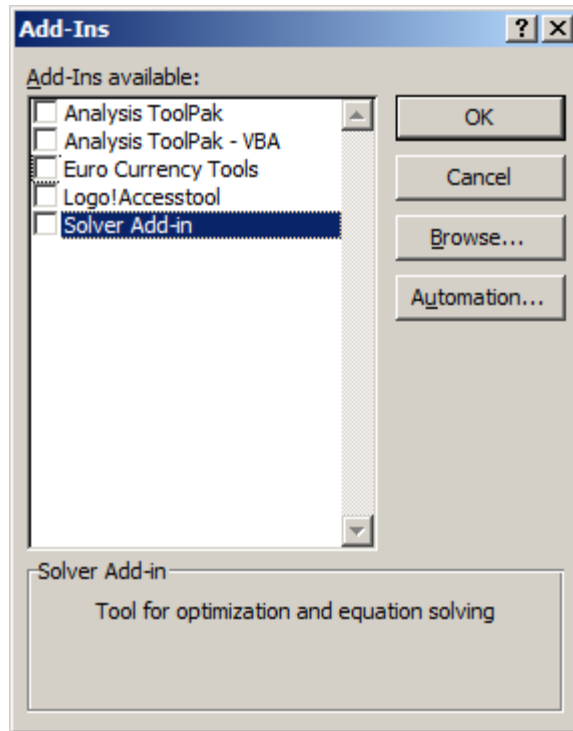 Add-Ins
Add-Ins available:
Analysis ToolPak
Analysis ToolPak - VBA
Euro Currency Tools
Logo!Accesstool
Solver Add-in
OK
Cancel
Browse...
Automation...
Solver Add-in
Tool for optimization and equation solving